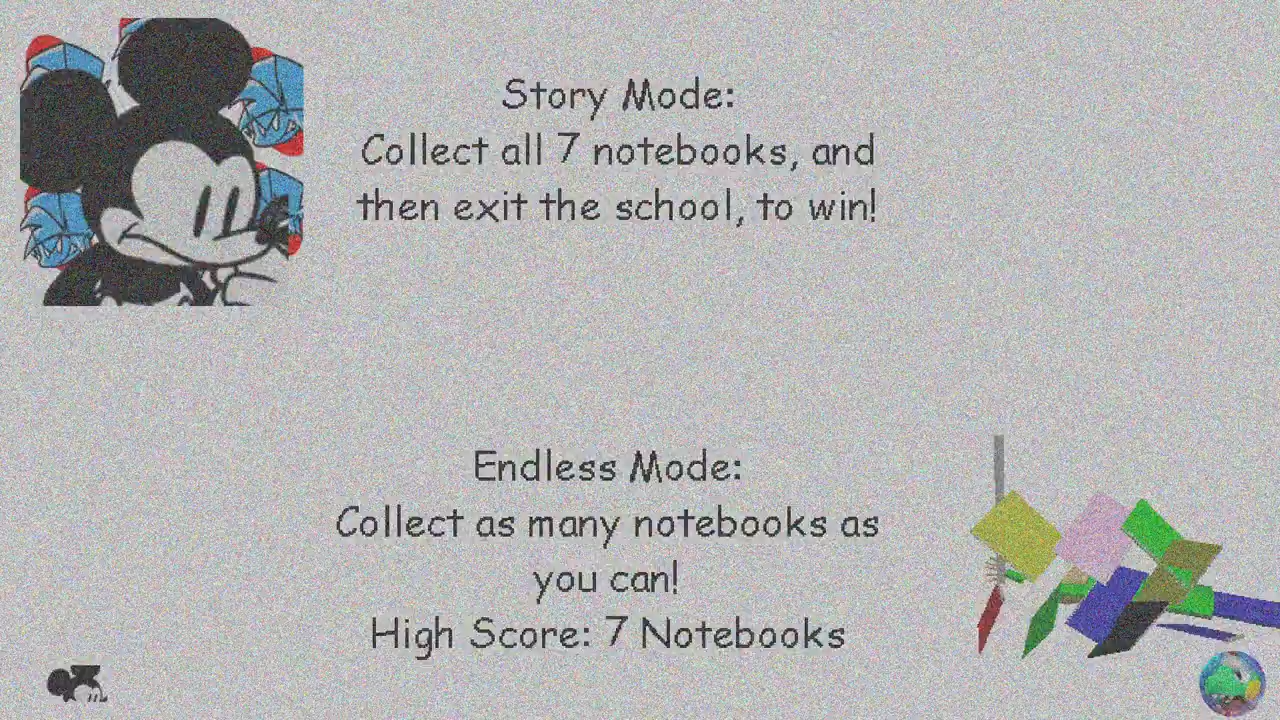 Story Mode:
Collect all 7 notebooks, and
then exit the school, to win!
Endless Mode:
Collect as many notebooks as
you can!
High Score: 7 Notebooks